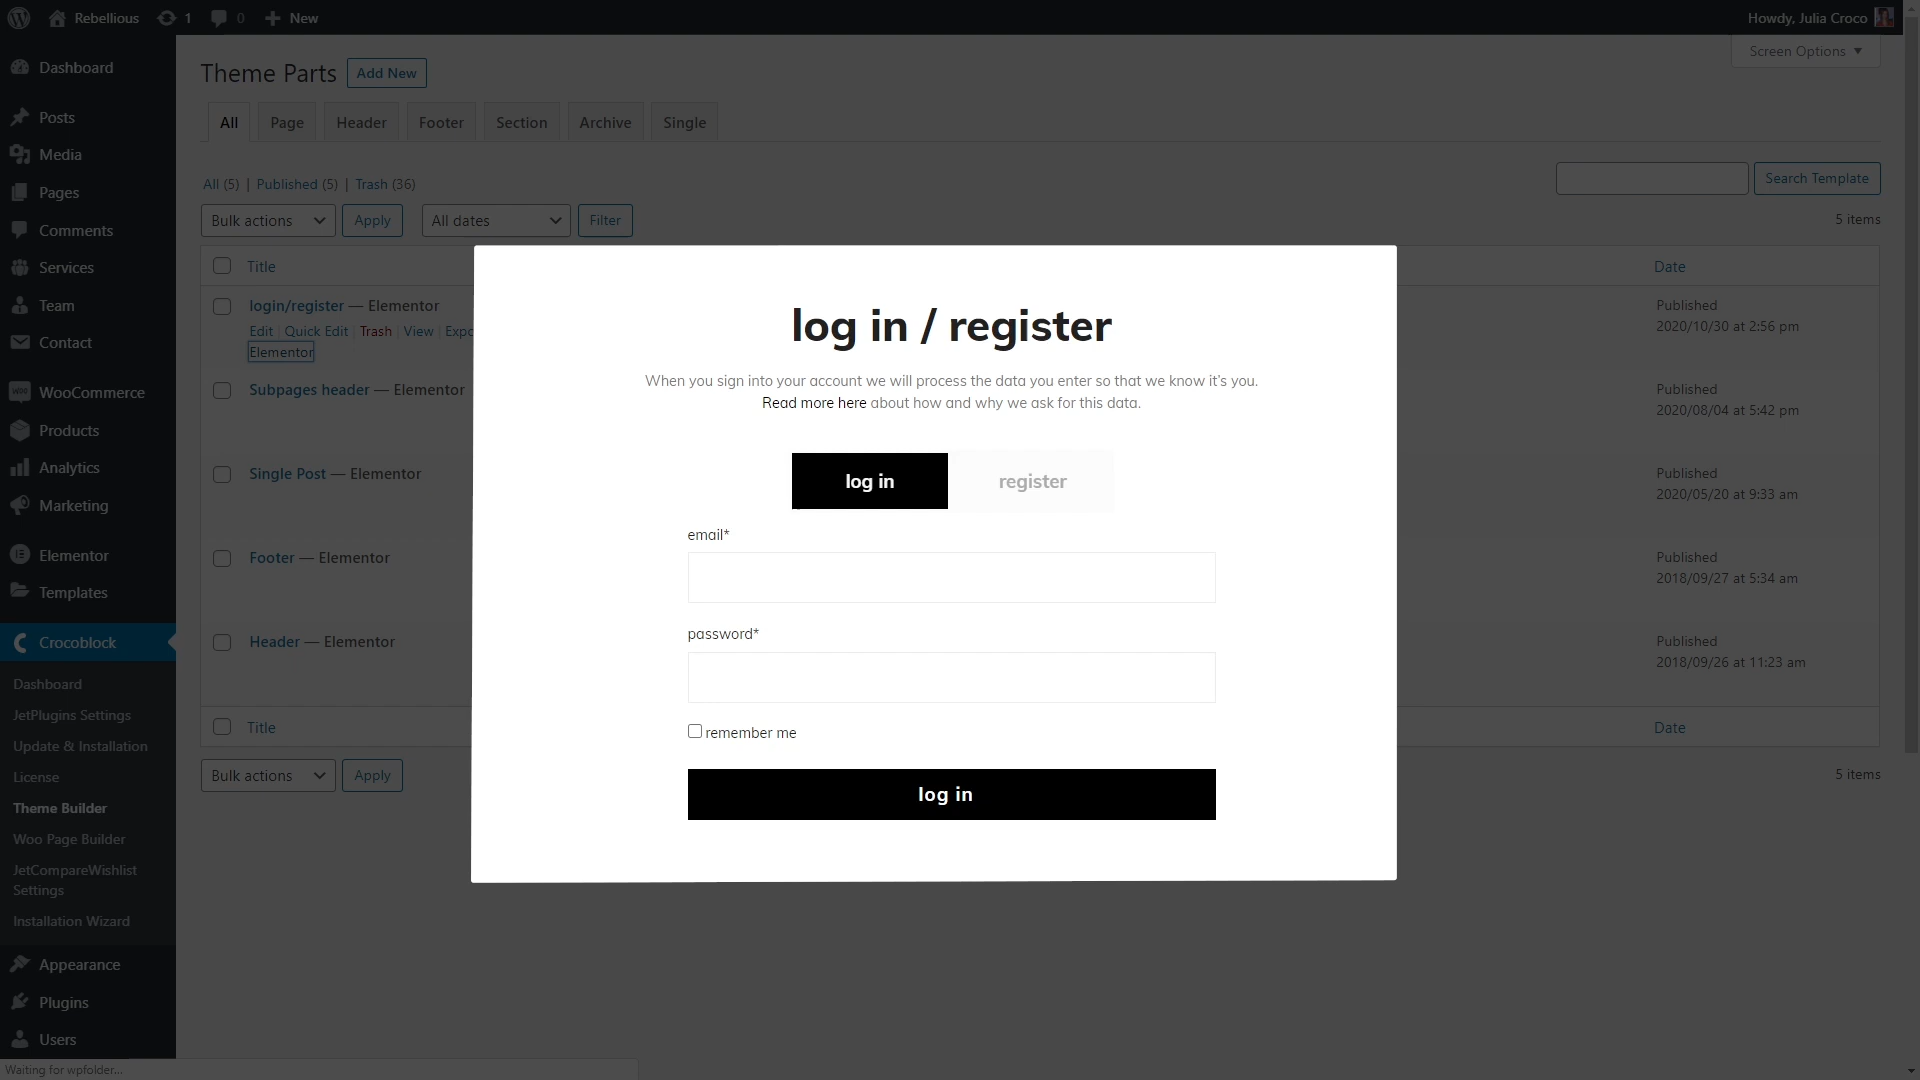 Rebellious 1 0 New Howdy, Julia Croco
Screen Options
Dashboard
Posts
Media
Pages
Comments
Services
Team
Contact
WooCommerce
Products
Analytics
Marketing
Elementor
Templates
Crocoblock
Dashboard
JetPlugins Settings
Update & Installation
License
Theme Builder
Woo Page Builder
JetCompareWishlist
Settings
Installation Wizard
Appearance
Plugins
Users
Waiting for wpfolder...
Theme Parts Add New
All Page Header Footer Section Archive Single
All (5) | Published (5) | Trash (36)
Search Template
Bulk actions Apply All dates Filter
5 items
Title Date
login/register — Elementor
Edit | Quick Edit | Trash | View | Expo
Elementor
Published
2020/10/30 at 2:56 pm
Subpages header — Elementor
Published
2020/08/04 at 5:42 pm
Single Post — Elementor
Published
2020/05/20 at 9:33 am
Footer — Elementor
Published
2018/09/27 at 5:34 am
Header — Elementor
Published
2018/09/26 at 11:23 am
Title Date
Bulk actions Apply
5 items
log in / register
When you sign into your account we will process the data you enter so that we know it's you.
Read more here about how and why we ask for this data.
log in register
email*
password*
remember me
log in